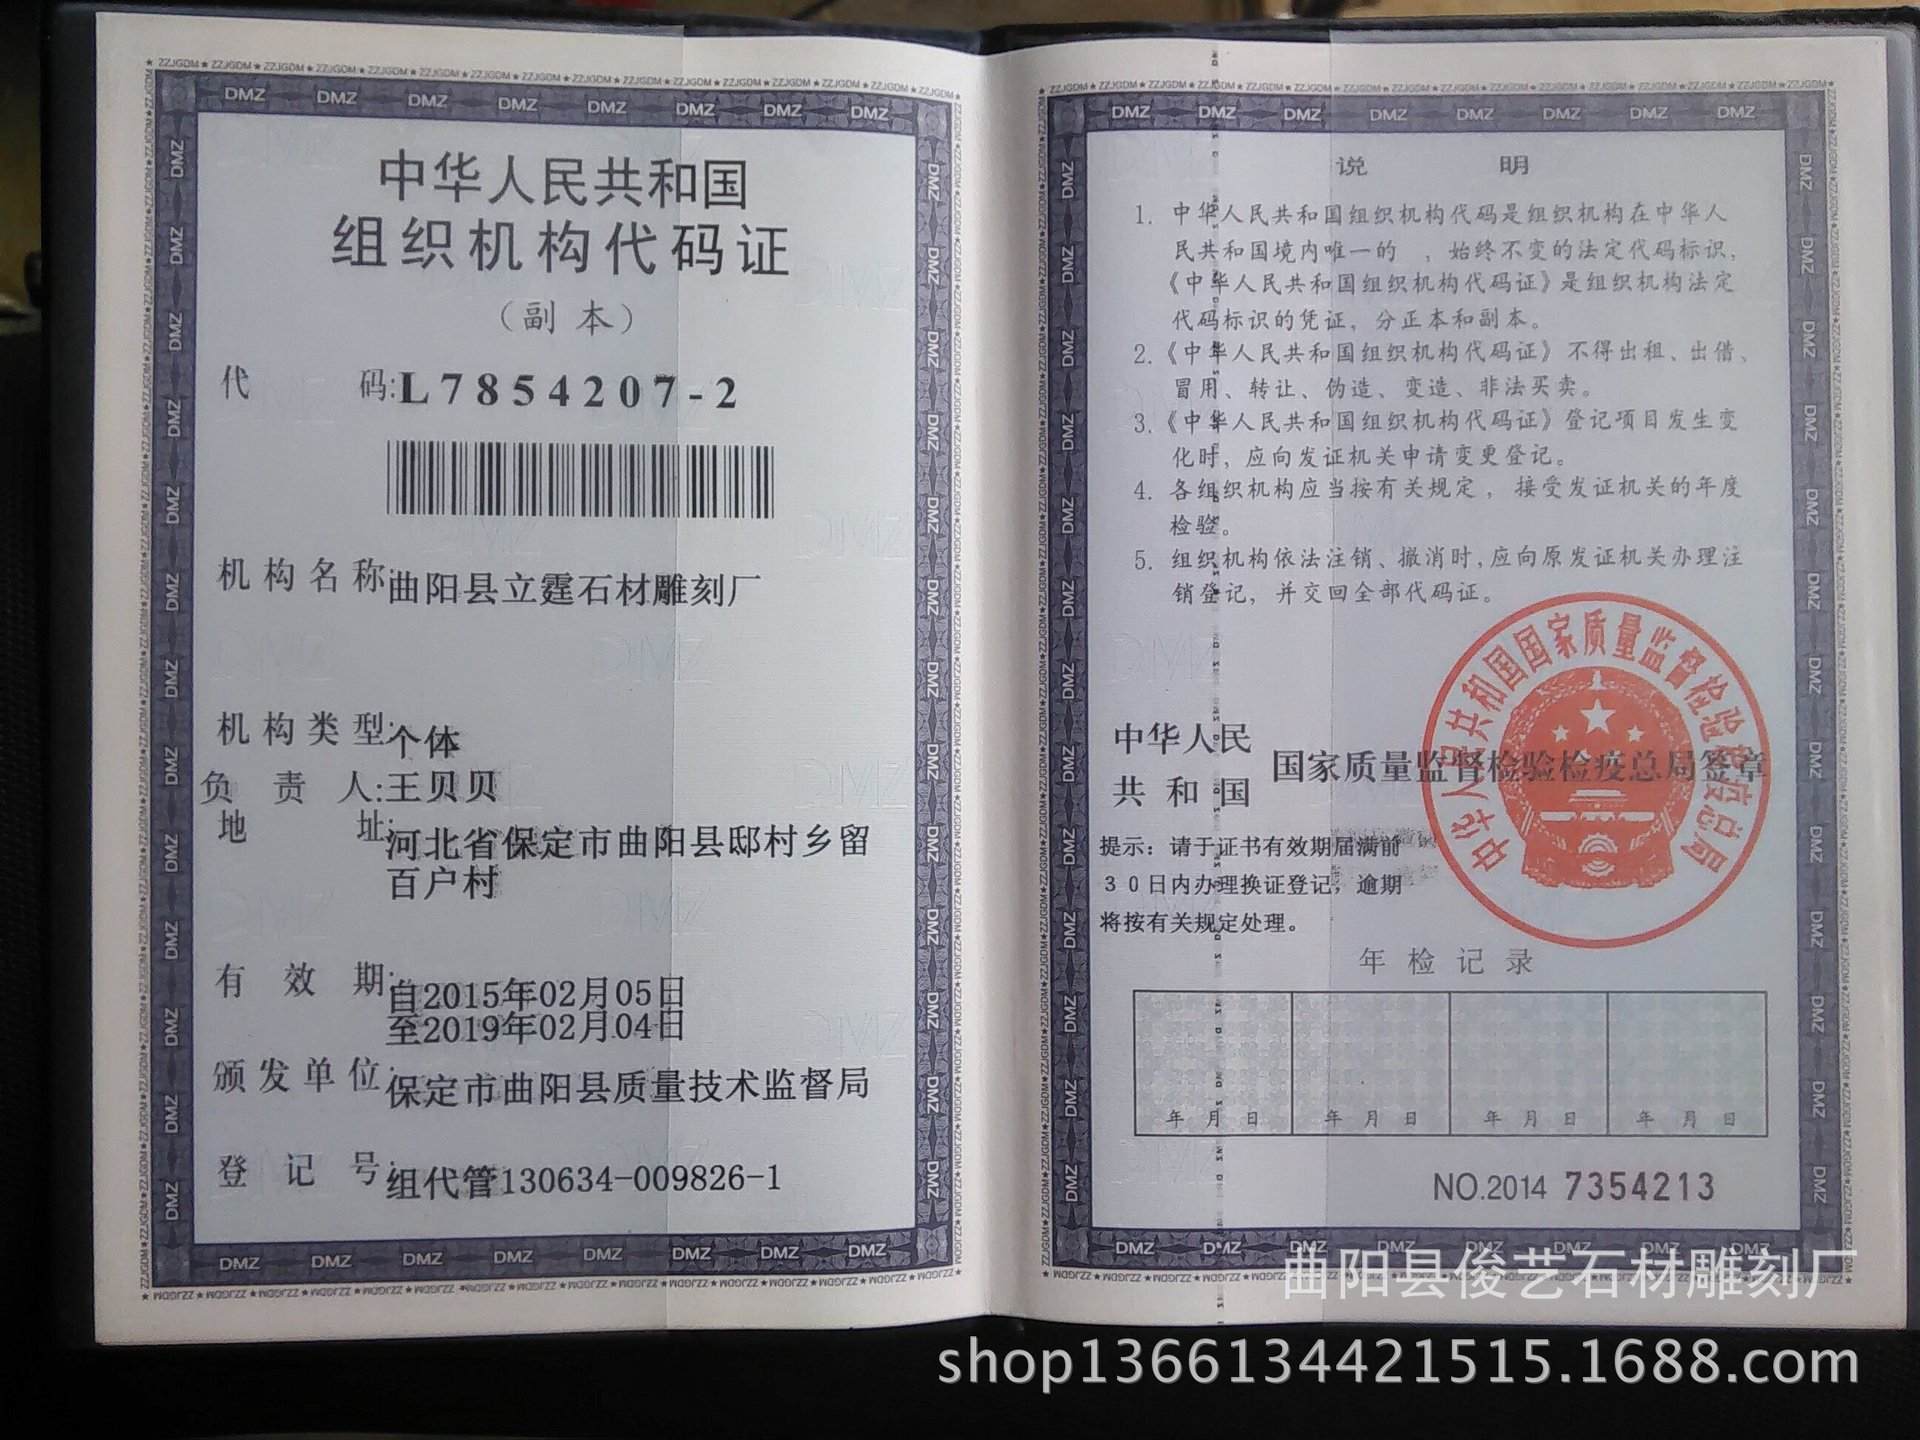 中华人民共和国
组织机构代码证
（副 本）
代 码:L7854207-2
机构名称:曲阳县立霆石材雕刻厂
机构类型:个体
负 责 人:王贝贝
地 址:河北省保定市曲阳县邸村乡留
百户村
有 效 期:自2015年02月05日
至2019年02月04日
颁发单位:保定市曲阳县质量技术监督局
登 记 号:组代管130634-009826-1
说 明
1. 中华人民共和国组织机构代码是组织机构在中华人
民共和国境内唯一的 ，始终不变的法定代码标识，
《中华人民共和国组织机构代码证》是组织机构法定
代码标识的凭证，分正本和副本。
2.《中华人民共和国组织机构代码证》不得出租、出借、
冒用、转让、伪造、变造、非法买卖。
3.《中华人民共和国组织机构代码证》登记项目发生变
化时，应向发证机关申请变更登记。
4. 各组织机构应当按有关规定，接受发证机关的年度
检验。
5. 组织机构依法注销、撤消时,应向原发证机关办理注
销登记，并交回全部代码证。
中华人民共和国国家质量监督检验检疫总局
中华人民
共 和 国
国家质量监督检验检疫总局签章
提示：请于证书有效期届满前
30日内办理换证登记，逾期
将按有关规定处理。
年 检 记 录
年 月 日 年 月 日 年 月 日 年 月 日
NO.2014 7354213
曲阳县俊艺石材雕刻厂
shop1366134421515.1688.com